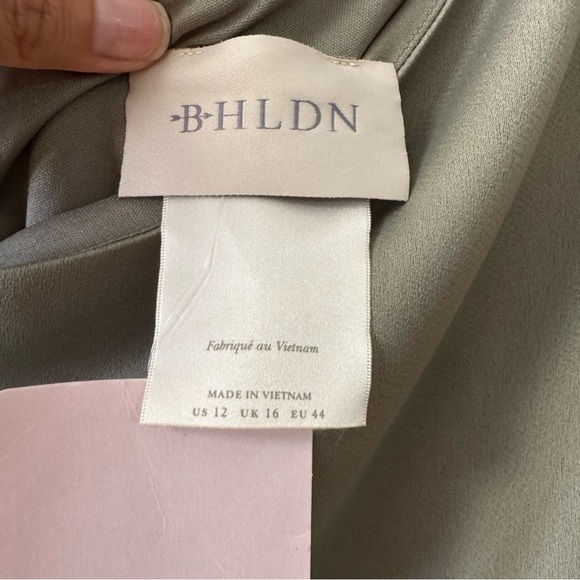 BHLDN
Fabriqué au Vietnam
MADE IN VIETNAM
US 12 UK 16 EU 44